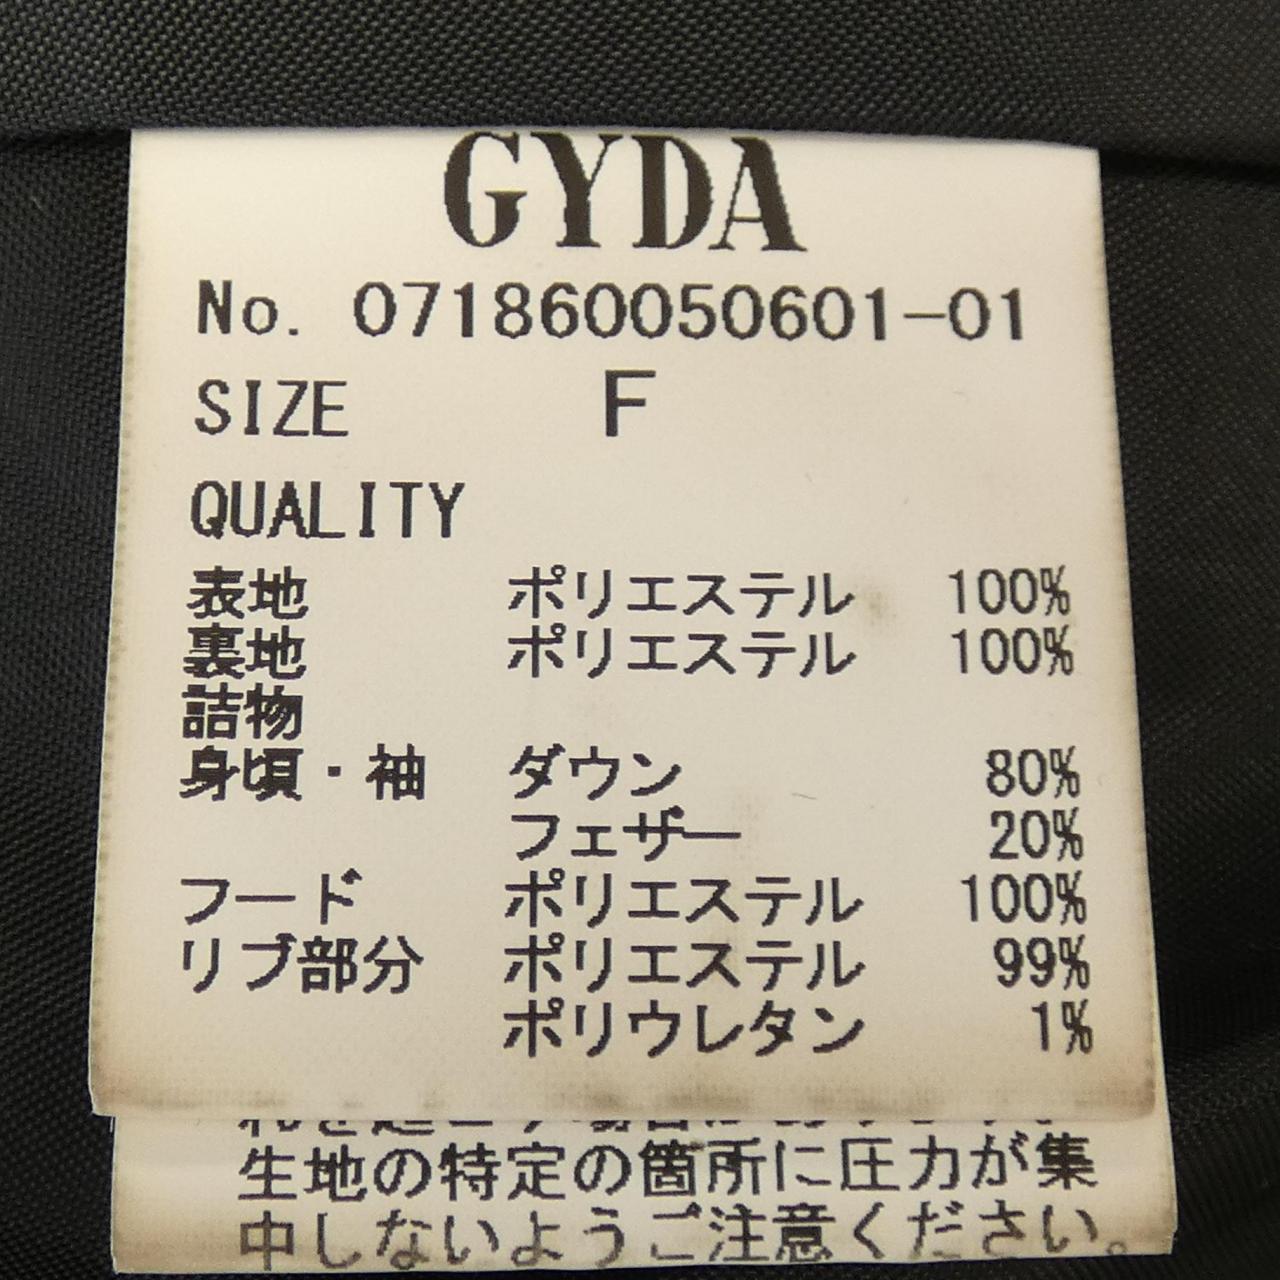 GYDA
No. 071860050601-01
SIZE F
QUALITY
表地 ポリエステル 100%
裏地 ポリエステル 100%
詰物
身頃・袖 ダウン 80%
フェザー 20%
フード ポリエステル 100%
リブ部分 ポリエステル 99%
ポリウレタン 1%
生地の特定の箇所に圧力が集
中しないようご注意ください。